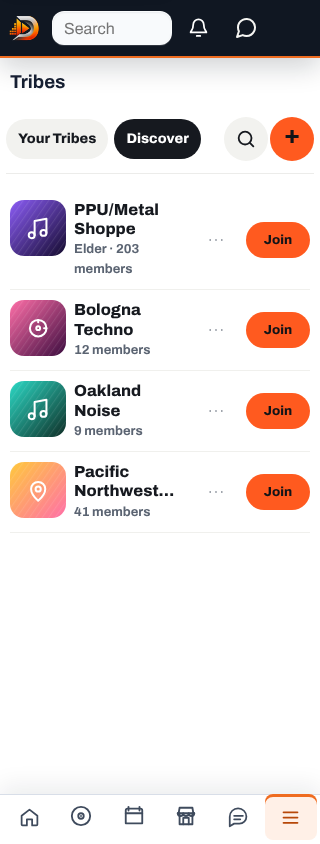 Search
Tribes
Your Tribes
Discover
+
PPU/Metal
Shoppe
Elder · 203
members
...
Join
Bologna
Techno
12 members
...
Join
Oakland
Noise
9 members
...
Join
Pacific
Northwest...
41 members
...
Join